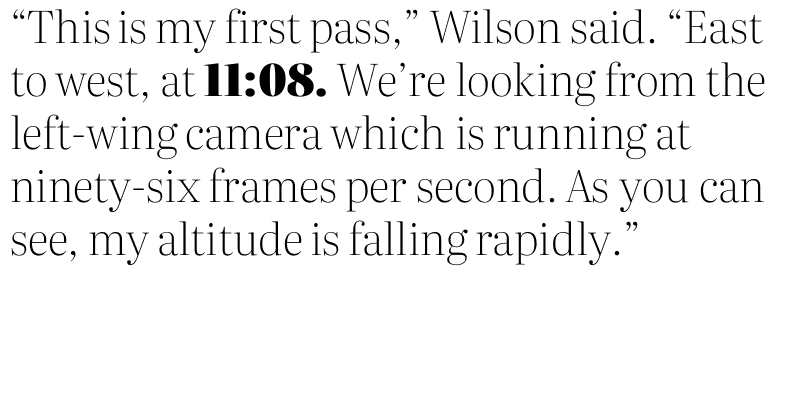 “This is my first pass,” Wilson said. “East
to west, at 11:08. We’re looking from the
left-wing camera which is running at
ninety-six frames per second. As you can
see, my altitude is falling rapidly.”